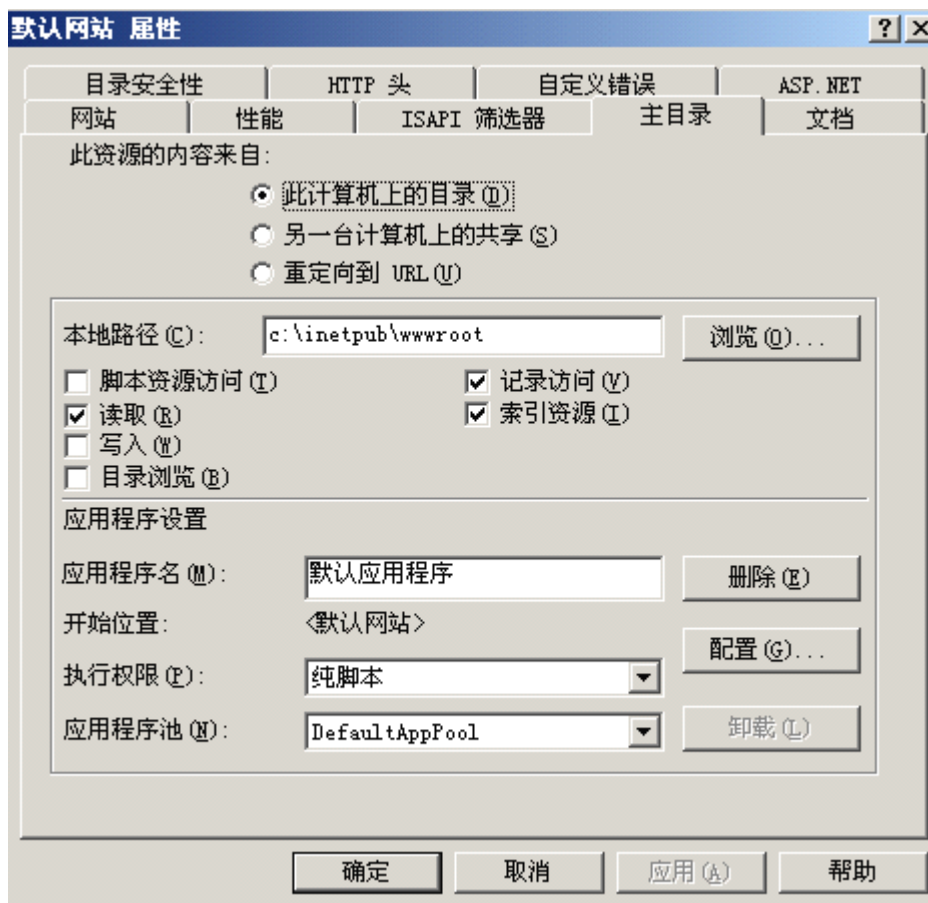 默认网站 属性
目录安全性 HTTP 头 自定义错误 ASP.NET
网站 性能 ISAPI 筛选器 主目录 文档
此资源的内容来自:
此计算机上的目录(D)
另一台计算机上的共享(S)
重定向到 URL(U)
本地路径(C): c:\inetpub\wwwroot 浏览(O)...
脚本资源访问(T) 记录访问(V)
读取(R) 索引资源(I)
写入(W)
目录浏览(B)
应用程序设置
应用程序名(M): 默认应用程序 删除(E)
开始位置: <默认网站>
配置(G)...
执行权限(P): 纯脚本
应用程序池(N): DefaultAppPool 卸载(L)
确定 取消 应用(A) 帮助